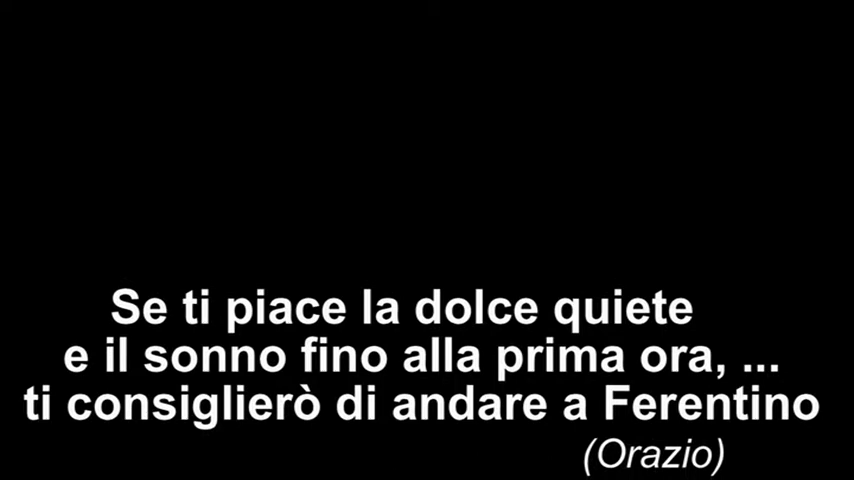 Se ti piace la dolce quiete
e il sonno fino alla prima ora, ...
ti consiglierò di andare a Ferentino
(Orazio)